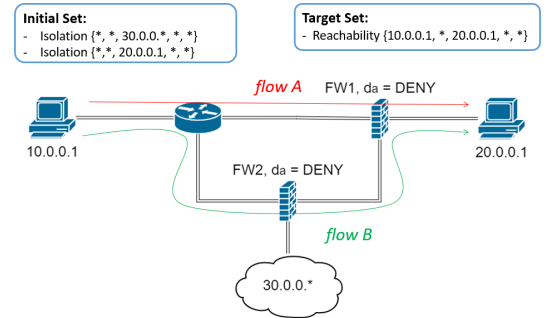 Initial Set:
- Isolation {*, *, 30.0.0.*, *, *}
- Isolation {*,*, 20.0.0.1, *, *}
Target Set:
- Reachability {10.0.0.1, *, 20.0.0.1, *, *}
flow A
FW1, da = DENY
10.0.0.1
20.0.0.1
FW2, da = DENY
flow B
30.0.0.*